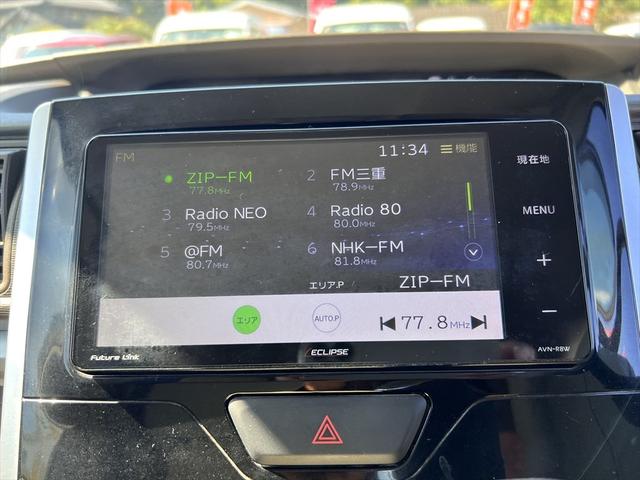 FM
11:34
機能
ZIP-FM
77.8MHz
2 FM三重
78.9MHz
3 Radio NEO
79.5MHz
4 Radio 80
80.0MHz
5 @FM
80.7MHz
6 NHK-FM
81.8MHz
エリア.P ZIP-FM
エリア
AUTO.P
77.8MHz
現在地
MENU
+
-
Future Link
ECLIPSE
AVN-R8W